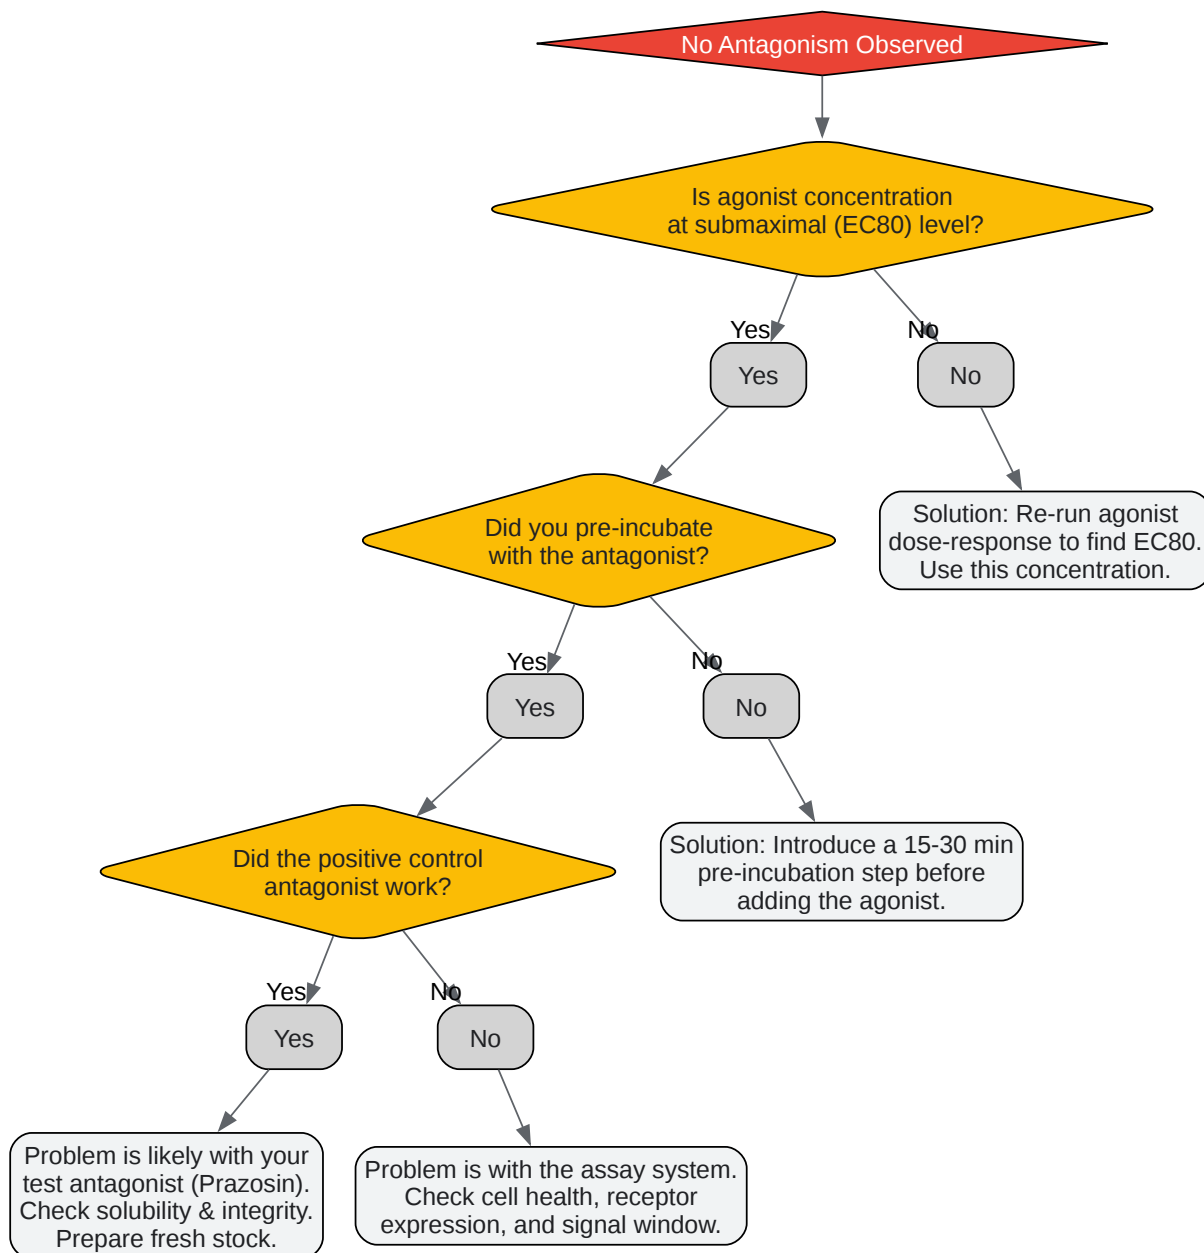 No Antagonism Observed
Is agonist concentration
at submaximal (EC80) level?
Yes
No
Yes
No
Did you pre-incubate
with the antagonist?
Solution: Re-run agonist
dose-response to find EC80.
Use this concentration.
Yes
No
Yes
No
Did the positive control
antagonist work?
Solution: Introduce a 15-30 min
pre-incubation step before
adding the agonist.
Yes
No
Yes
No
Problem is likely with your
test antagonist (Prazosin).
Check solubility & integrity.
Prepare fresh stock.
Problem is with the assay system.
Check cell health, receptor
expression, and signal window.